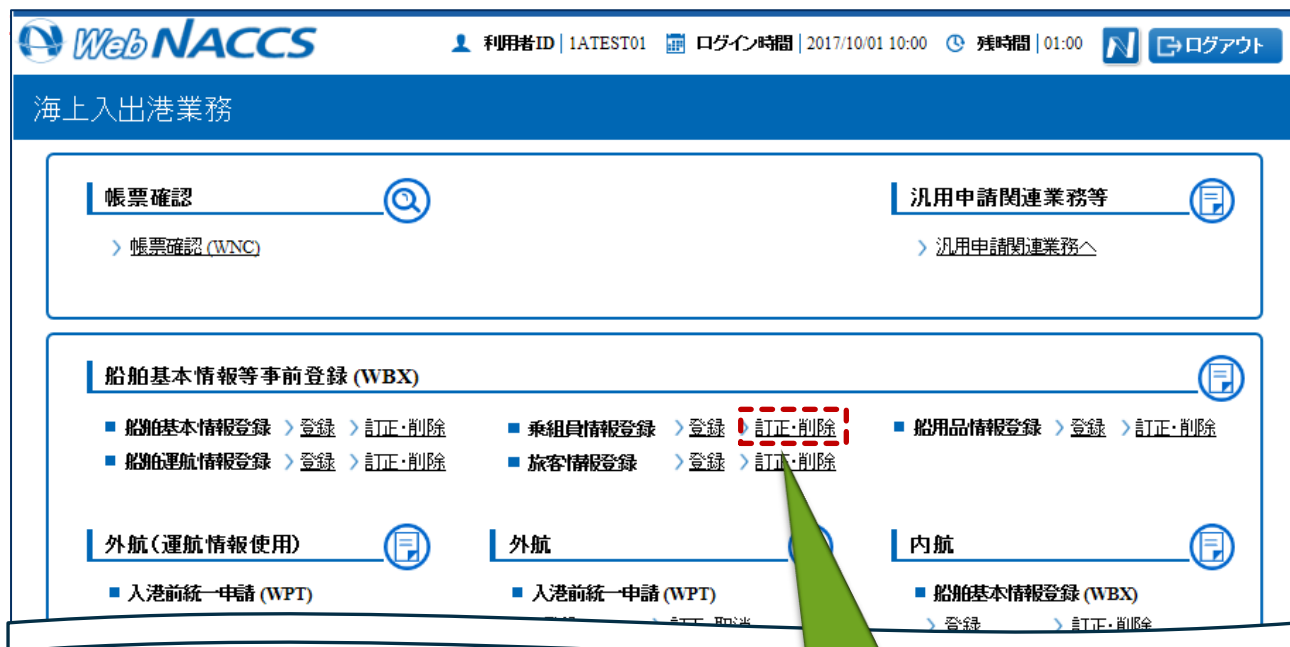 Web NACCS 利用者ID | 1ATEST01 ログイン時間 | 2017/10/01 10:00 残時間 | 01:00 N ログアウト
海上入出港業務
帳票確認 汎用申請関連業務等
帳票確認 (WNC) 汎用申請関連業務へ
船舶基本情報等事前登録 (WBX)
船舶基本情報登録 登録 訂正・削除 乗組員情報登録 登録 訂正・削除 船用品情報登録 登録 訂正・削除
船舶運航情報登録 登録 訂正・削除 旅客情報登録 登録 訂正・削除
外航(運航情報使用) 外航 内航
入港前統一申請 (WPT) 入港前統一申請 (WPT) 船舶基本情報登録 (WBX)
登録 訂正・削除